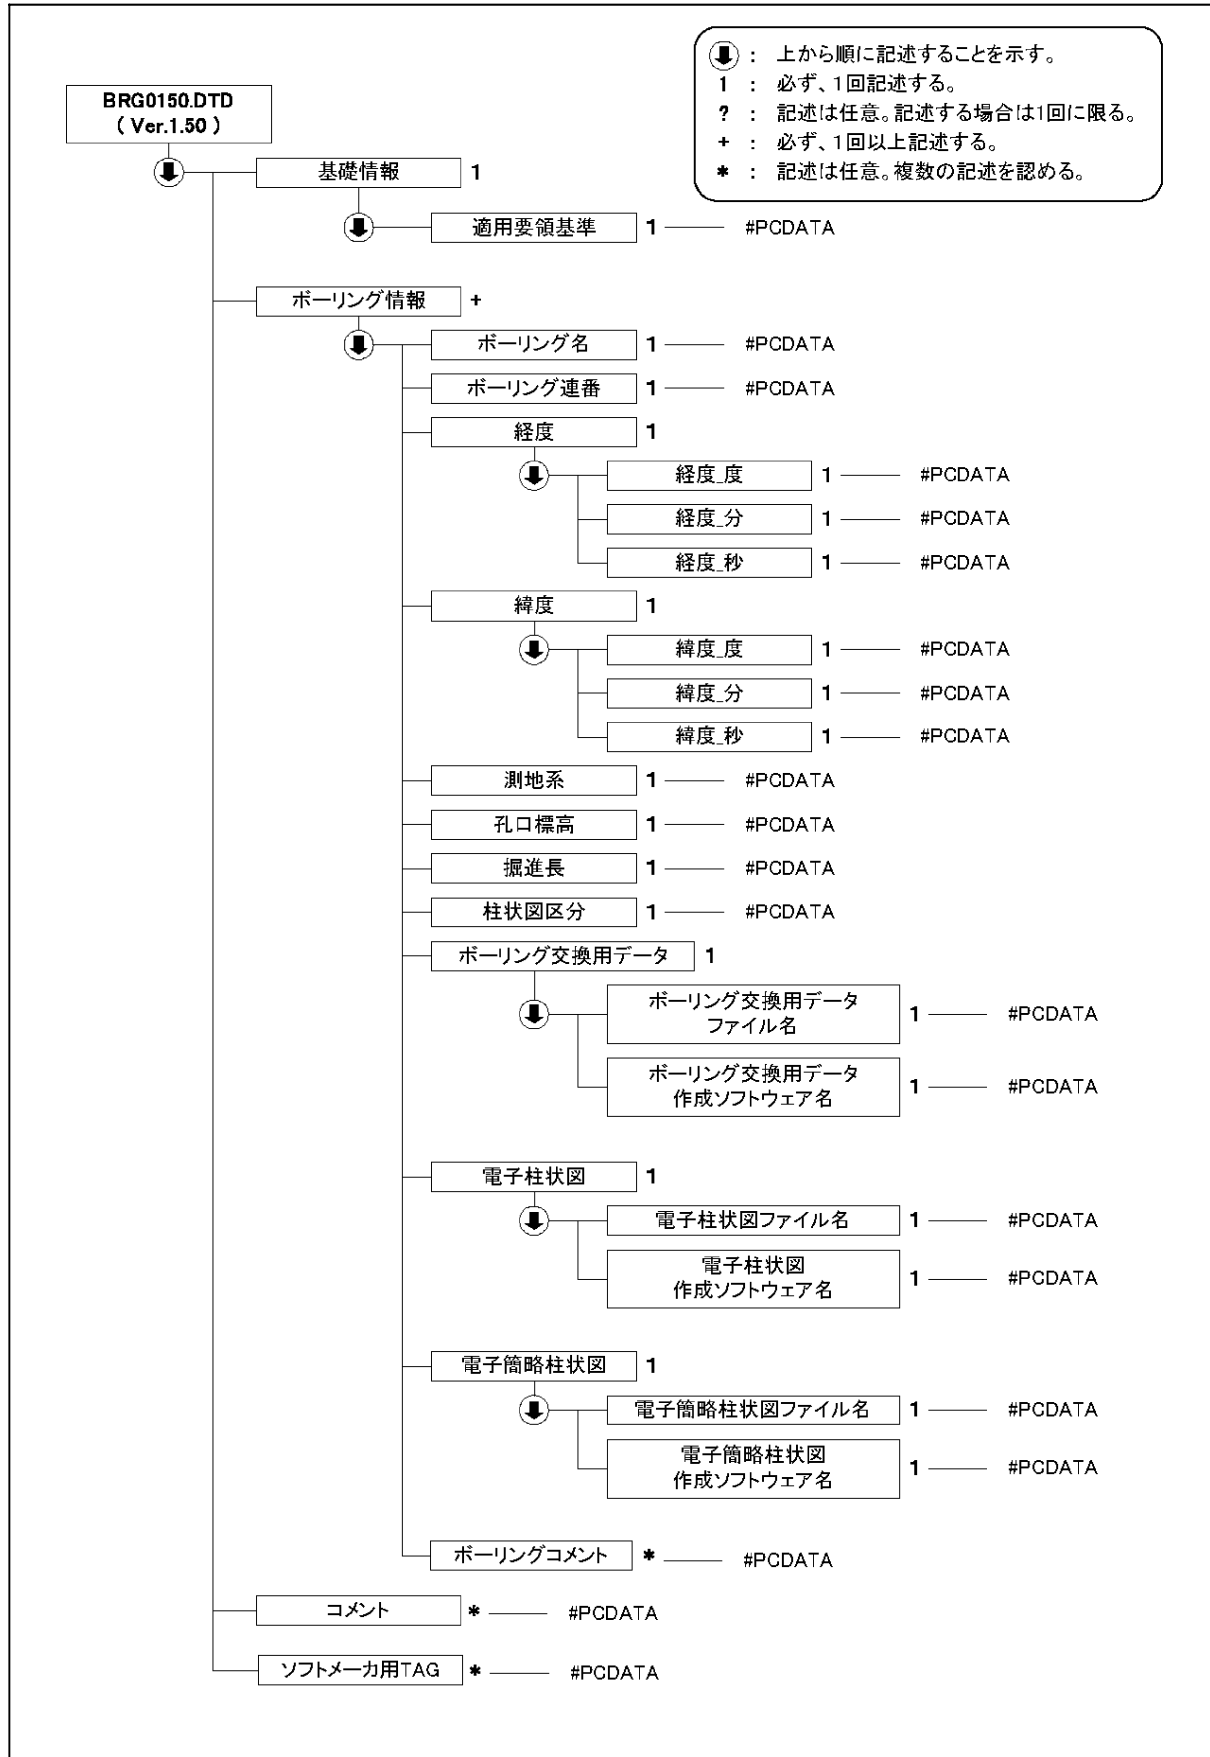 BRG0150.DTD
( Ver.1.50 )
： 上から順に記述することを示す。
1 ： 必ず、1回記述する。
? ： 記述は任意。記述する場合は1回に限る。
+ ： 必ず、1回以上記述する。
* ： 記述は任意。複数の記述を認める。
基礎情報 1
適用要領基準 1 #PCDATA
ボーリング情報 +
ボーリング名 1 #PCDATA
ボーリング連番 1 #PCDATA
経度 1
経度_度 1 #PCDATA
経度_分 1 #PCDATA
経度_秒 1 #PCDATA
緯度 1
緯度_度 1 #PCDATA
緯度_分 1 #PCDATA
緯度_秒 1 #PCDATA
測地系 1 #PCDATA
孔口標高 1 #PCDATA
掘進長 1 #PCDATA
柱状図区分 1 #PCDATA
ボーリング交換用データ 1
ボーリング交換用データ
ファイル名 1 #PCDATA
ボーリング交換用データ
作成ソフトウェア名 1 #PCDATA
電子柱状図 1
電子柱状図ファイル名 1 #PCDATA
電子柱状図
作成ソフトウェア名 1 #PCDATA
電子簡略柱状図 1
電子簡略柱状図ファイル名 1 #PCDATA
電子簡略柱状図
作成ソフトウェア名 1 #PCDATA
ボーリングコメント * #PCDATA
コメント * #PCDATA
ソフトメーカ用TAG * #PCDATA